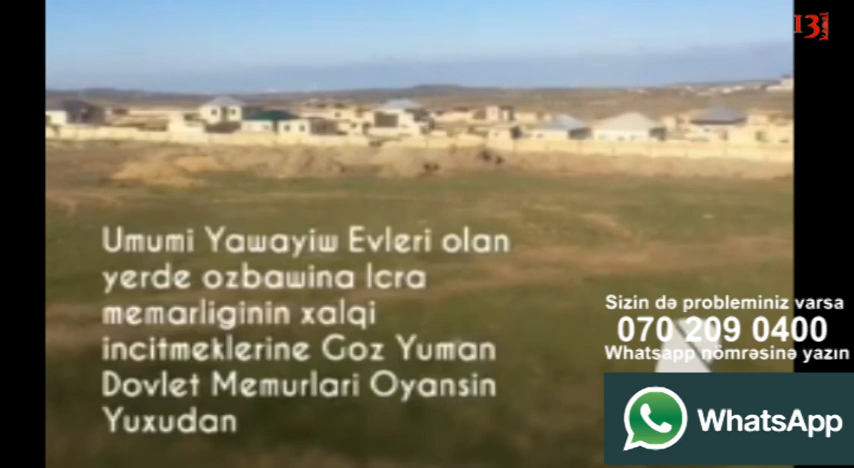 13
Umumi Yawayiw Evleri olan
yerde ozbawina Icra
memarliginin xalqi
incitmeklerine Goz Yuman
Dovlet Memurlari Oyansin
Yuxudan
Sizin də probleminiz varsa
070 209 0400
Whatsapp nömrəsinə yazın
WhatsApp